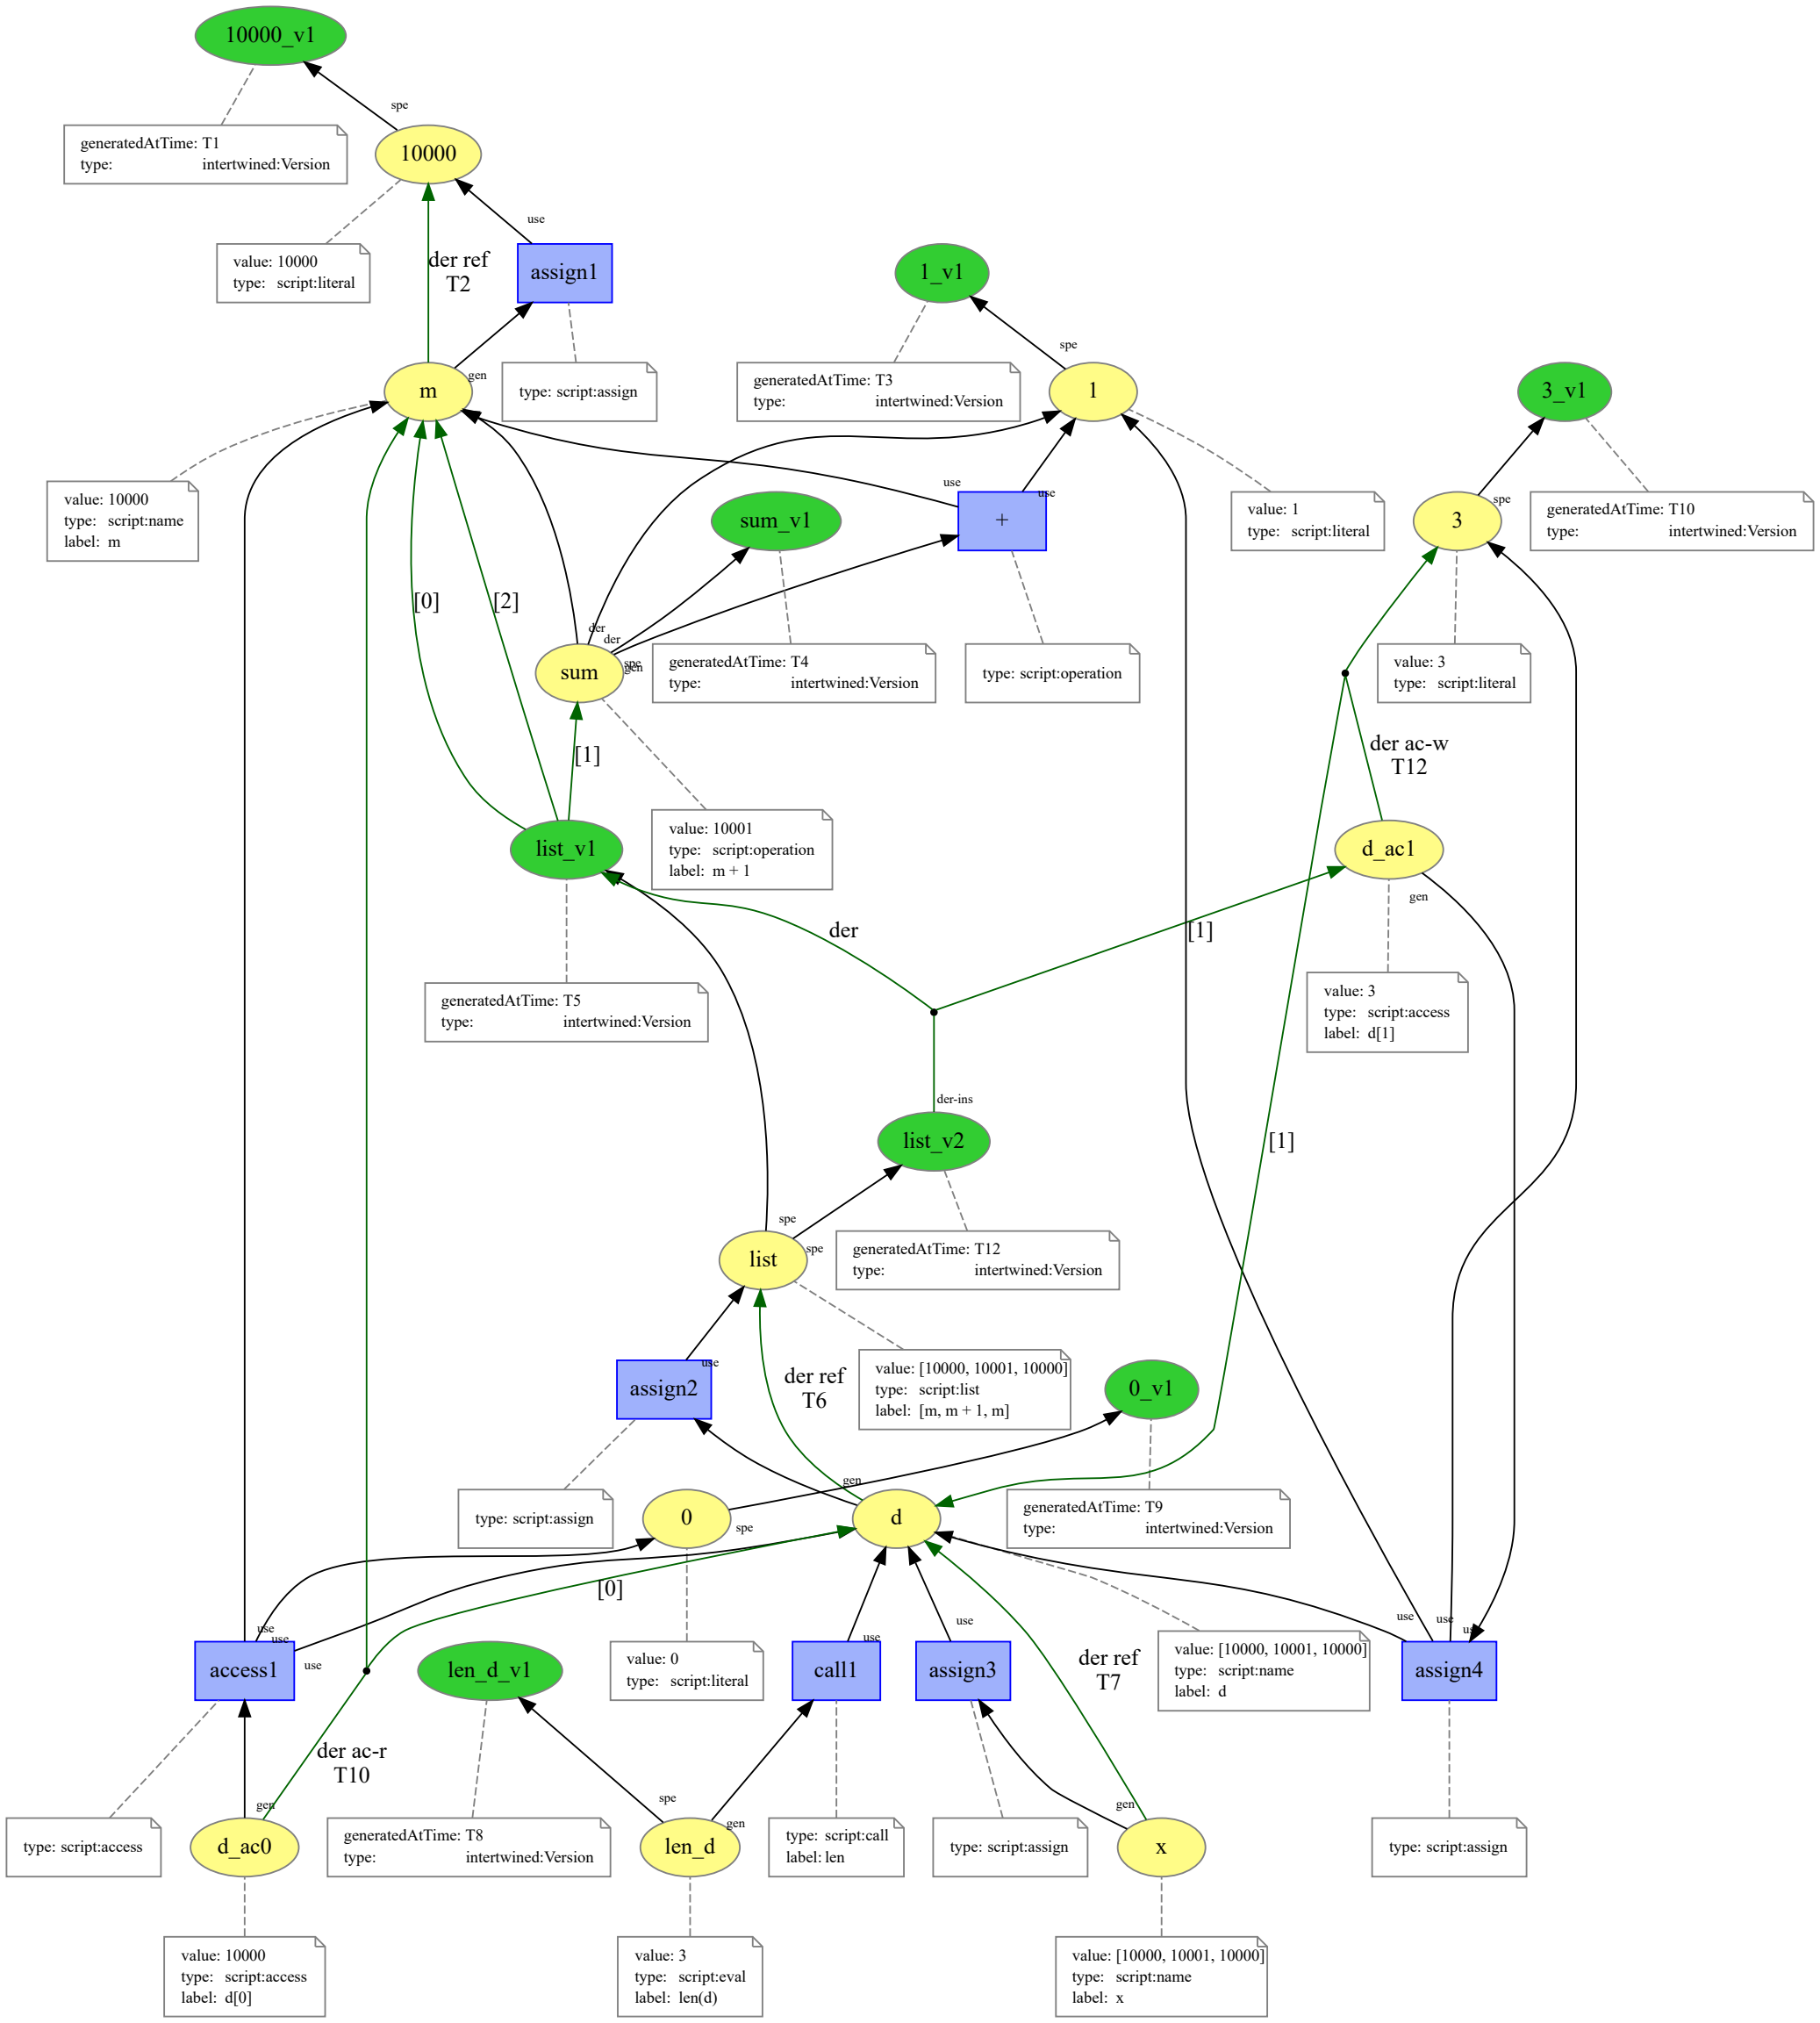 10000_v1
spe
generatedAtTime: T1
type: intertwined:Version
10000
use
value: 10000
type: script:literal
der ref
T2
assign1
1_v1
spe
gen
type: script:assign
m
generatedAtTime: T3
type: intertwined:Version
1
3_v1
value: 10000
type: script:name
label: m
use
use
sum_v1
+
value: 1
type: script:literal
3
spe
generatedAtTime: T10
type: intertwined:Version
[0]
[2]
der
der
spe
gen
sum
generatedAtTime: T4
type: intertwined:Version
type: script:operation
value: 3
type: script:literal
[1]
der ac-w
T12
list_v1
value: 10001
type: script:operation
label: m + 1
d_ac1
gen
der
[1]
generatedAtTime: T5
type: intertwined:Version
value: 3
type: script:access
label: d[1]
der-ins
list_v2
[1]
spe
spe
list
generatedAtTime: T12
type: intertwined:Version
use
assign2
der ref
T6
value: [10000, 10001, 10000]
type: script:list
label: [m, m + 1, m]
0_v1
gen
type: script:assign
0
spe
d
generatedAtTime: T9
type: intertwined:Version
[0]
use
use
use
use
use
use
use
use
access1
len_d_v1
value: 0
type: script:literal
call1
assign3
der ref
T7
value: [10000, 10001, 10000]
type: script:name
label: d
assign4
der ac-r
T10
gen
spe
gen
gen
type: script:access
d_ac0
generatedAtTime: T8
type: intertwined:Version
len_d
type: script:call
label: len
type: script:assign
x
type: script:assign
value: 10000
type: script:access
label: d[0]
value: 3
type: script:eval
label: len(d)
value: [10000, 10001, 10000]
type: script:name
label: x